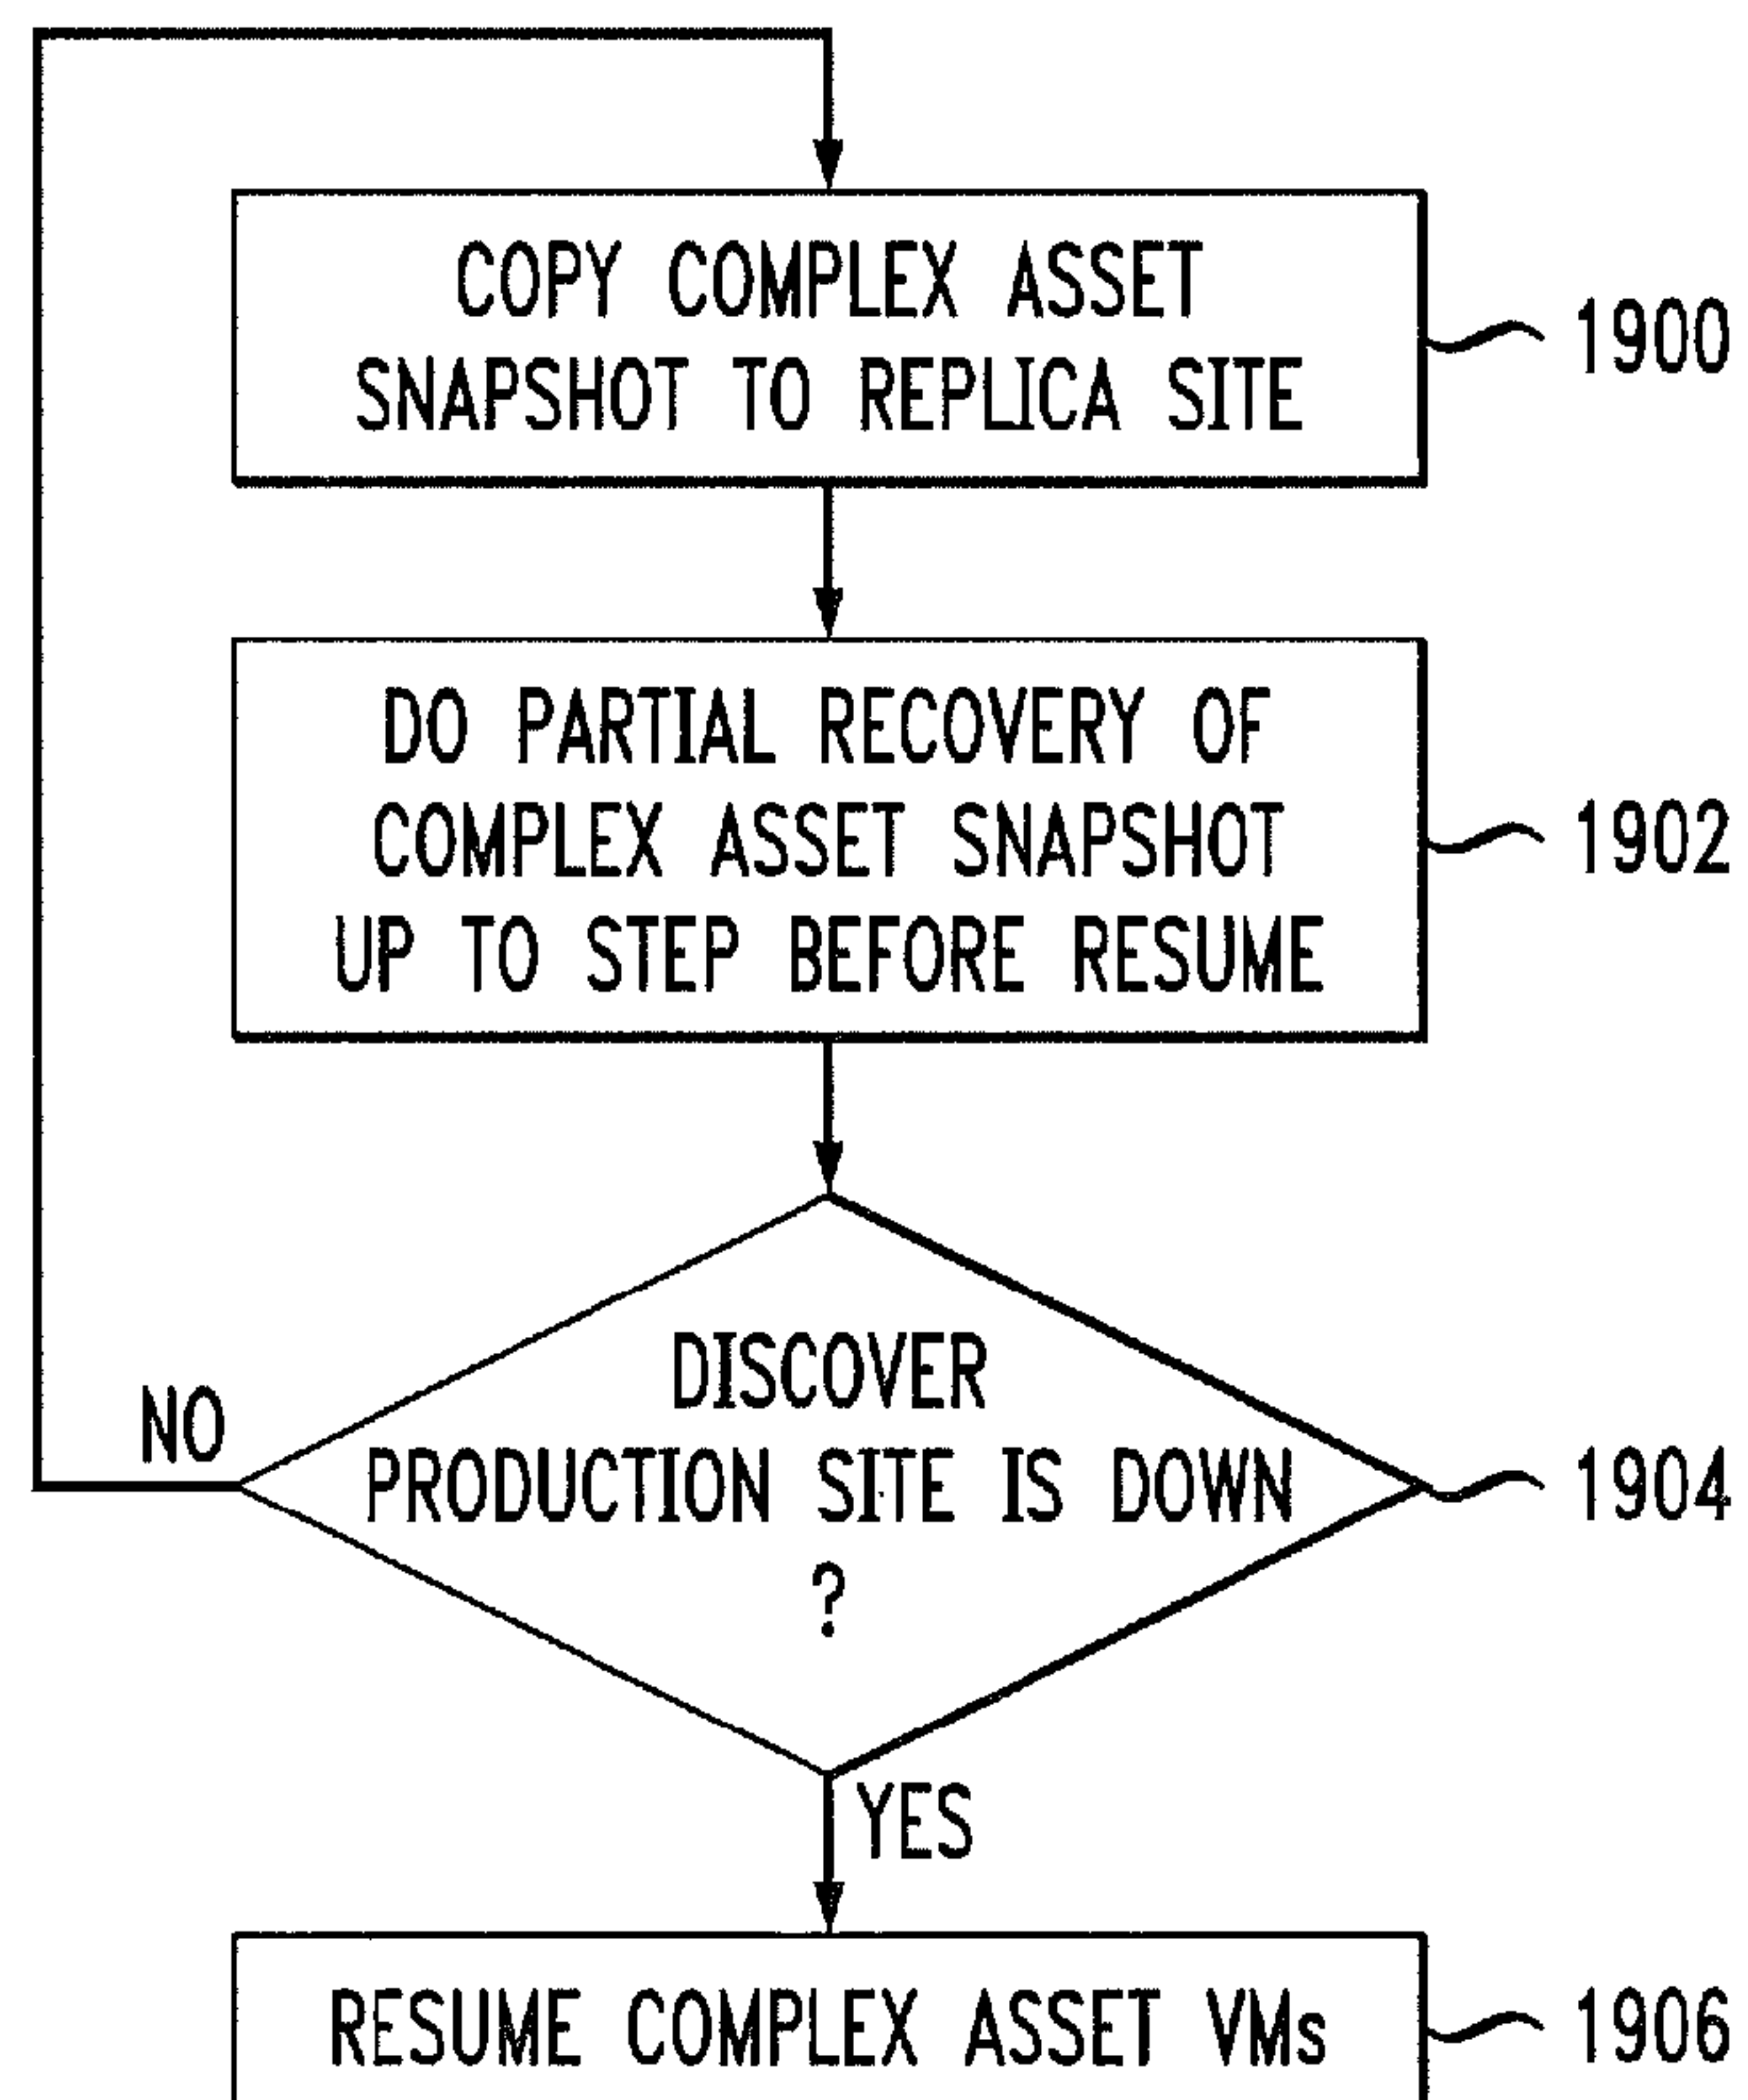 COPY COMPLEX ASSET
SNAPSHOT TO REPLICA SITE
1900
DO PARTIAL RECOVERY OF
COMPLEX ASSET SNAPSHOT
UP TO STEP BEFORE RESUME
1902
DISCOVER
PRODUCTION SITE IS DOWN
?
1904
NO
YES
RESUME COMPLEX ASSET VMs
1906